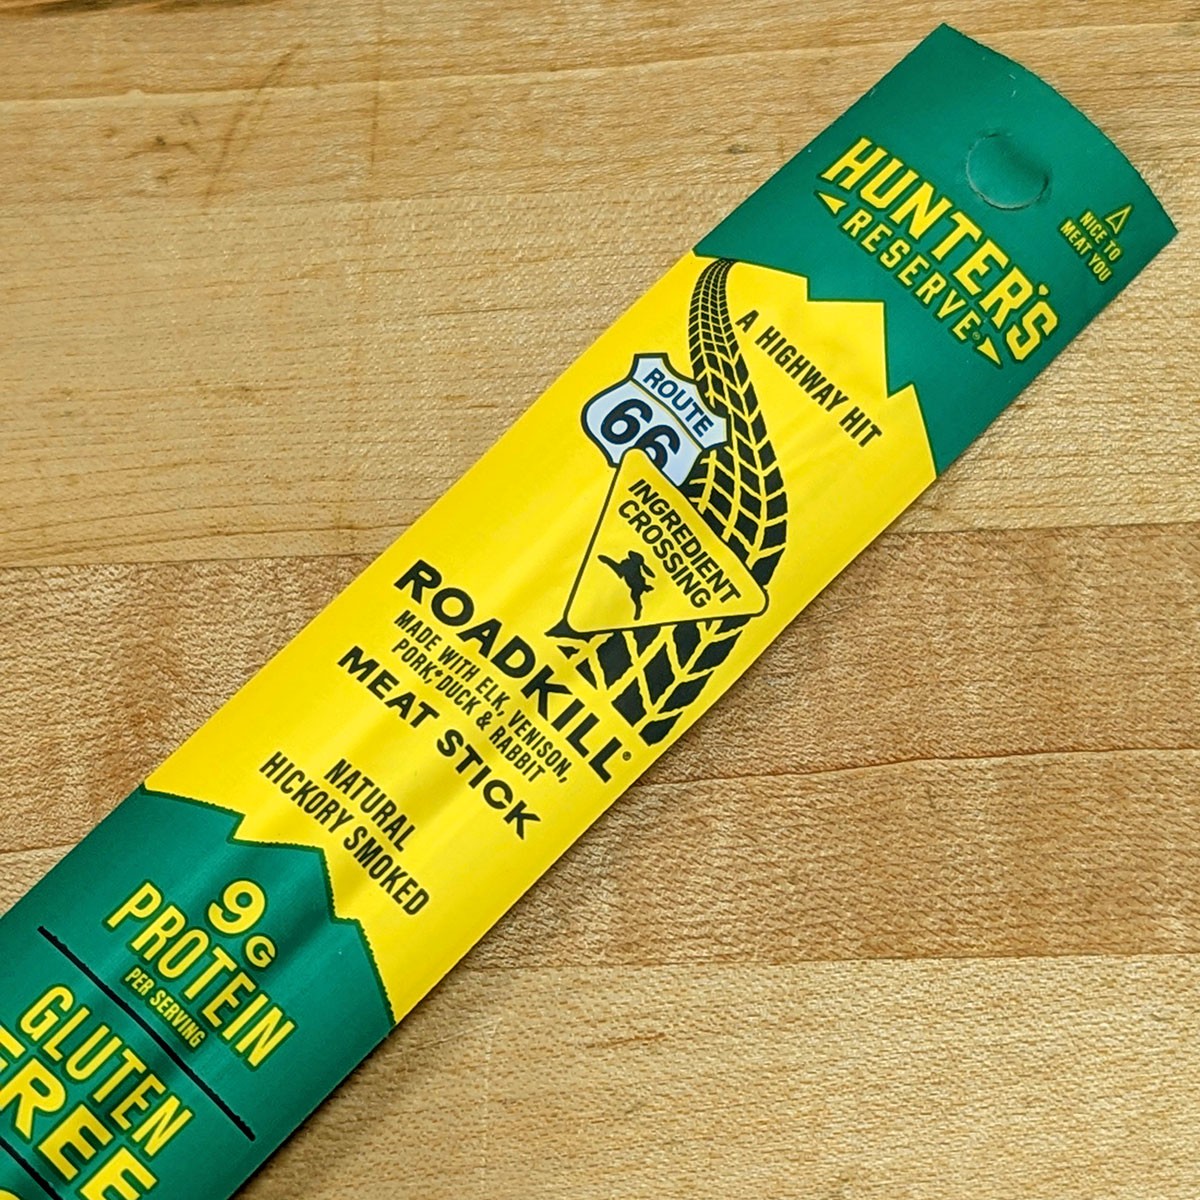 HUNTER'S
RESERVE®
NICE TO
MEAT YOU
A HIGHWAY HIT
ROUTE
66
INGREDIENT
CROSSING
ROADKILL®
MADE WITH ELK, VENISON,
PORK,* DUCK & RABBIT
MEAT STICK
NATURAL
HICKORY SMOKED
9G
PROTEIN
PER SERVING
GLUTEN
FREE